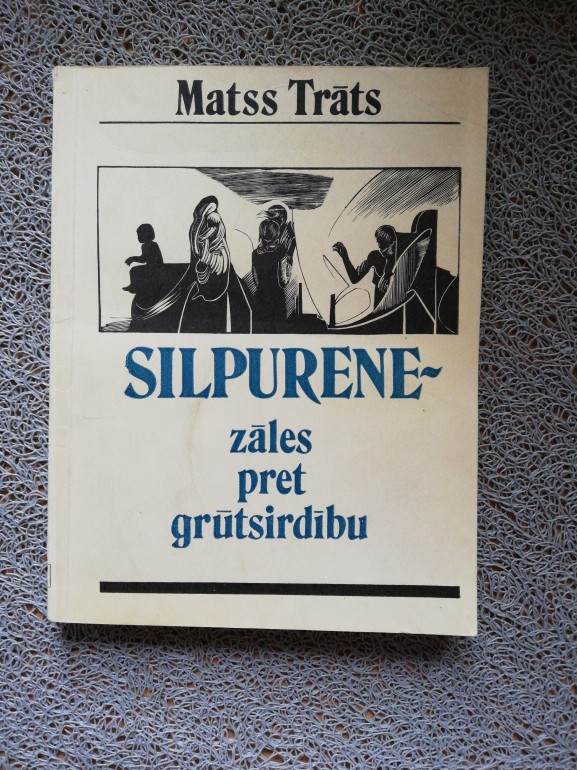 Matss Trāts
SILPURENE-
zāles
pret
grūtsirdību